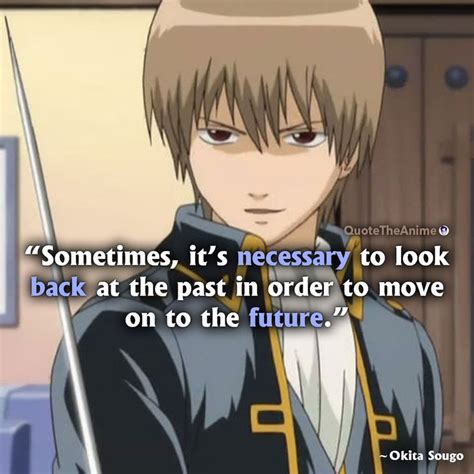 QuoteTheAnime
“Sometimes, it’s necessary to look
back at the past in order to move
on to the future.”
~Okita Sougo